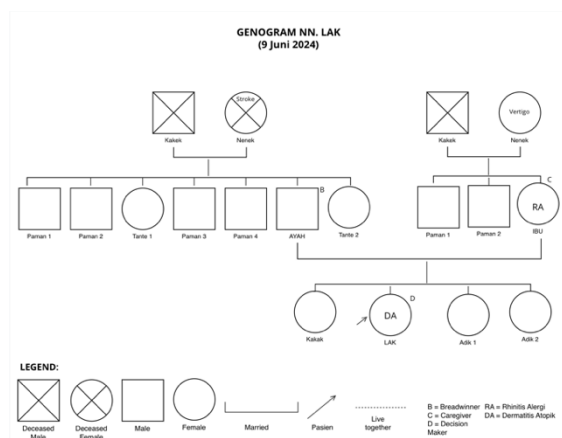 GENOGRAM NN. LAK
(9 Juni 2024)
Stroke
Vertigo
Kakek
Nenek
Kakek
Nenek
B
C
RA
Paman 1
Paman 2
Tante 1
Paman 3
Paman 4
AYAH
Tante 2
Paman 1
Paman 2
IBU
D
DA
Kakak
LAK
Adik 1
Adik 2
LEGEND:
Deceased
Male
Deceased
Female
Male
Female
Married
Pasien
Live
together
B = Breadwinner
C = Caregiver
D = Decision
Maker
RA = Rhinitis Alergi
DA = Dermatitis Atopik